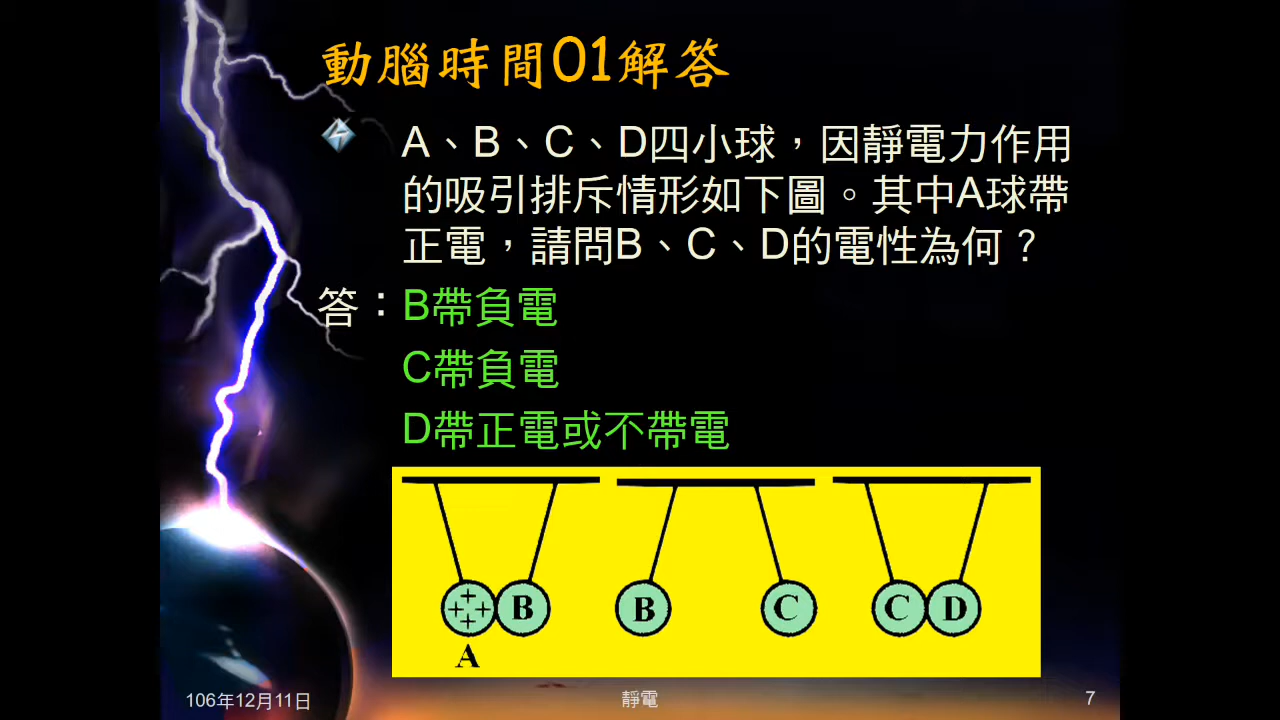 動腦時間01解答
A、B、C、D四小球，因靜電力作用
的吸引排斥情形如下圖。其中A球帶
正電，請問B、C、D的電性為何？
答：B帶負電
C帶負電
D帶正電或不帶電
++++ B B C C D
A
106年12月11日 靜電 7